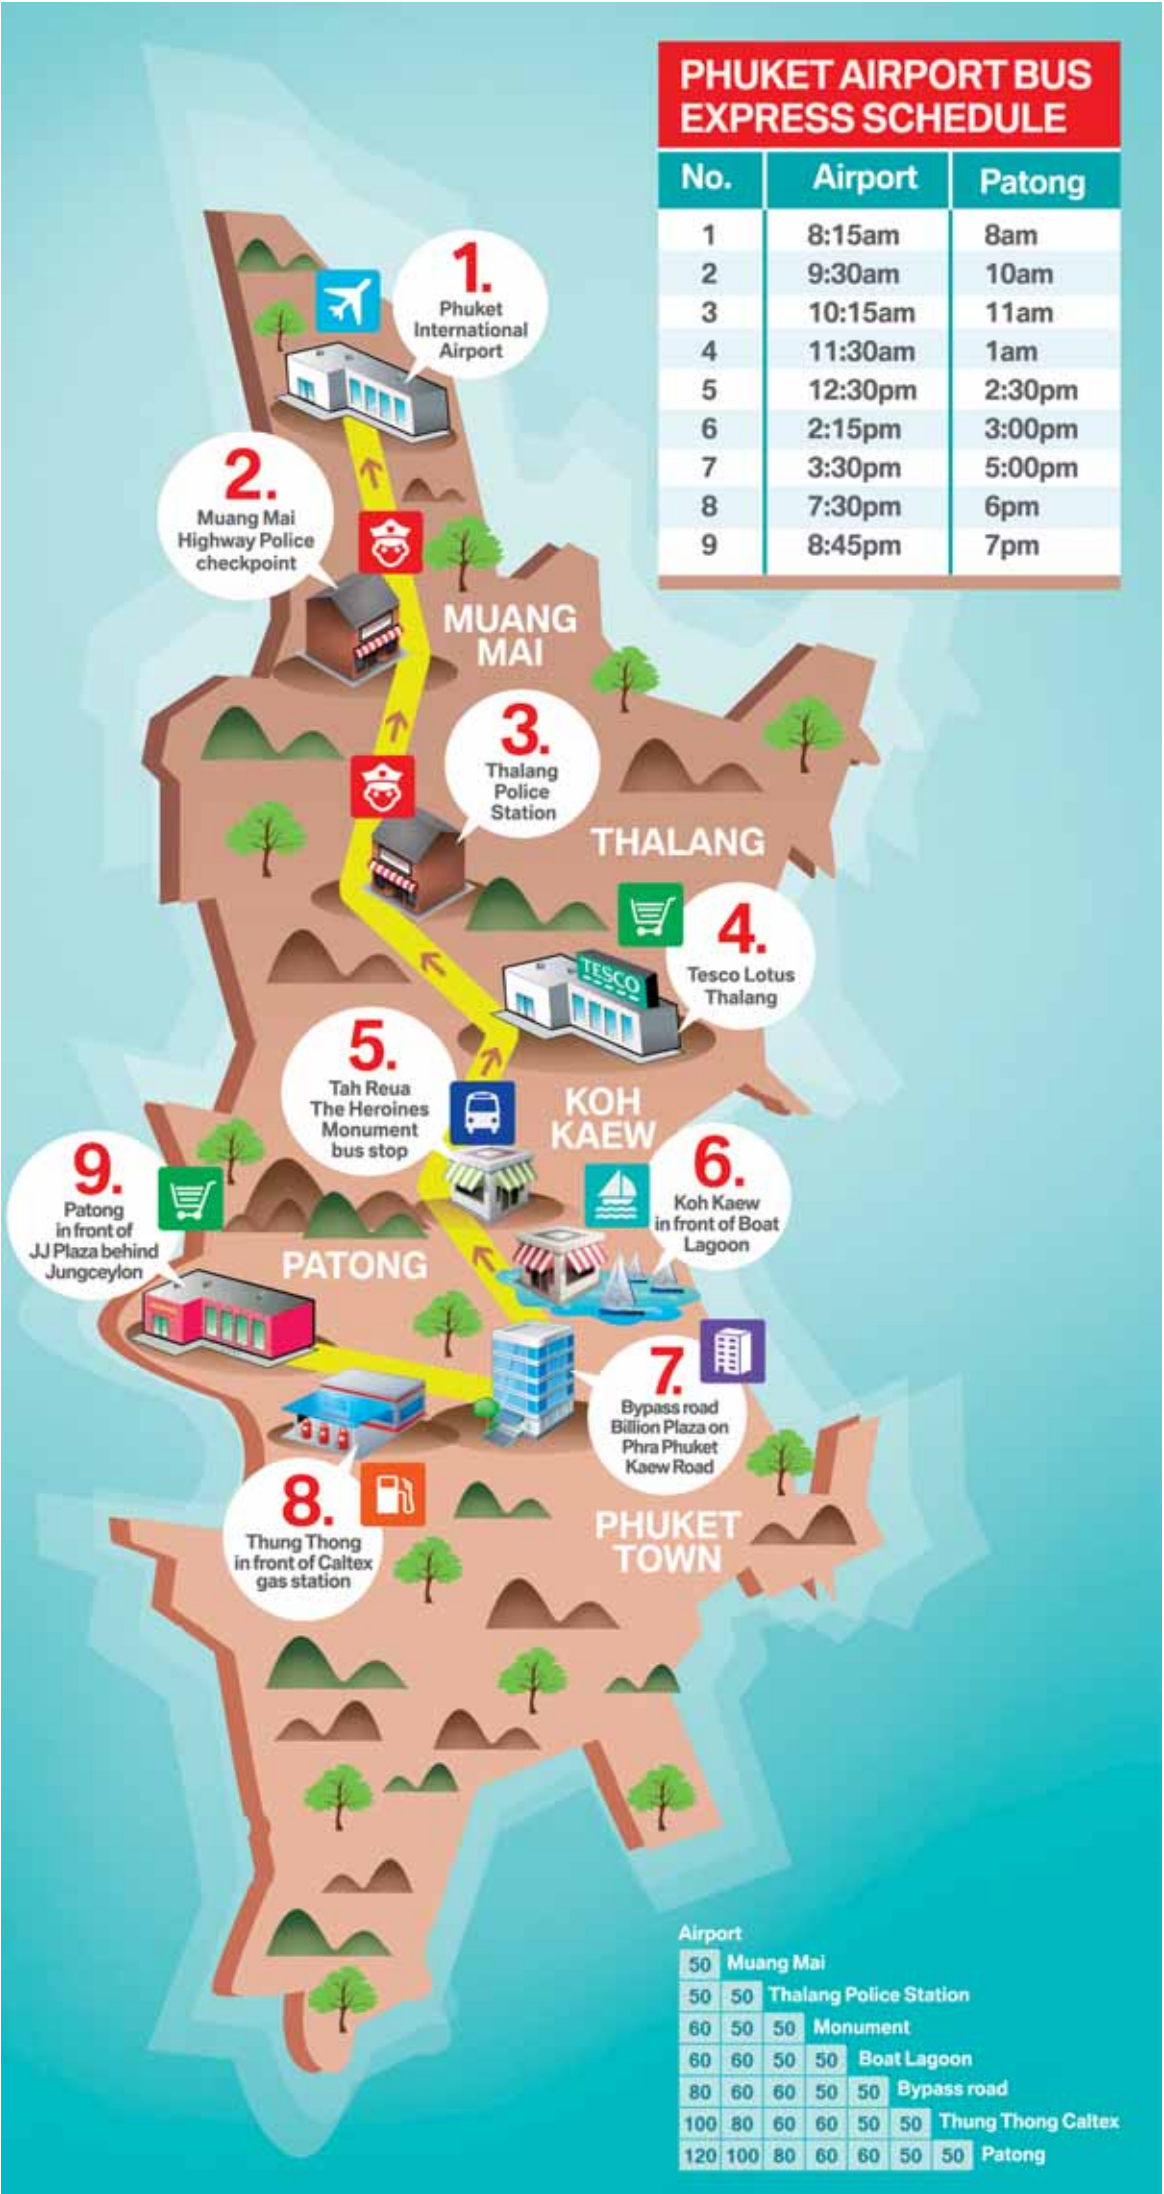 PHUKET AIRPORT BUS
EXPRESS SCHEDULE
No. Airport Patong
1 8:15am 8am
2 9:30am 10am
3 10:15am 11am
4 11:30am 1am
5 12:30pm 2:30pm
6 2:15pm 3:00pm
7 3:30pm 5:00pm
8 7:30pm 6pm
9 8:45pm 7pm
1.
Phuket
International
Airport
2.
Muang Mai
Highway Police
checkpoint
MUANG
MAI
3.
Thalang
Police
Station
THALANG
4.
Tesco Lotus
Thalang
TESCO
5.
Tah Reua
The Heroines
Monument
bus stop
KOH
KAEW
6.
Koh Kaew
in front of Boat
Lagoon
9.
Patong
in front of
JJ Plaza behind
Jungceylon
PATONG
7.
Bypass road
Billion Plaza on
Phra Phuket
Kaew Road
8.
Thung Thong
in front of Caltex
gas station
PHUKET
TOWN
Airport
50 Muang Mai
50 50 Thalang Police Station
60 50 50 Monument
60 60 50 50 Boat Lagoon
80 60 60 50 50 Bypass road
100 80 60 60 50 50 Thung Thong Caltex
120 100 80 60 60 50 50 Patong